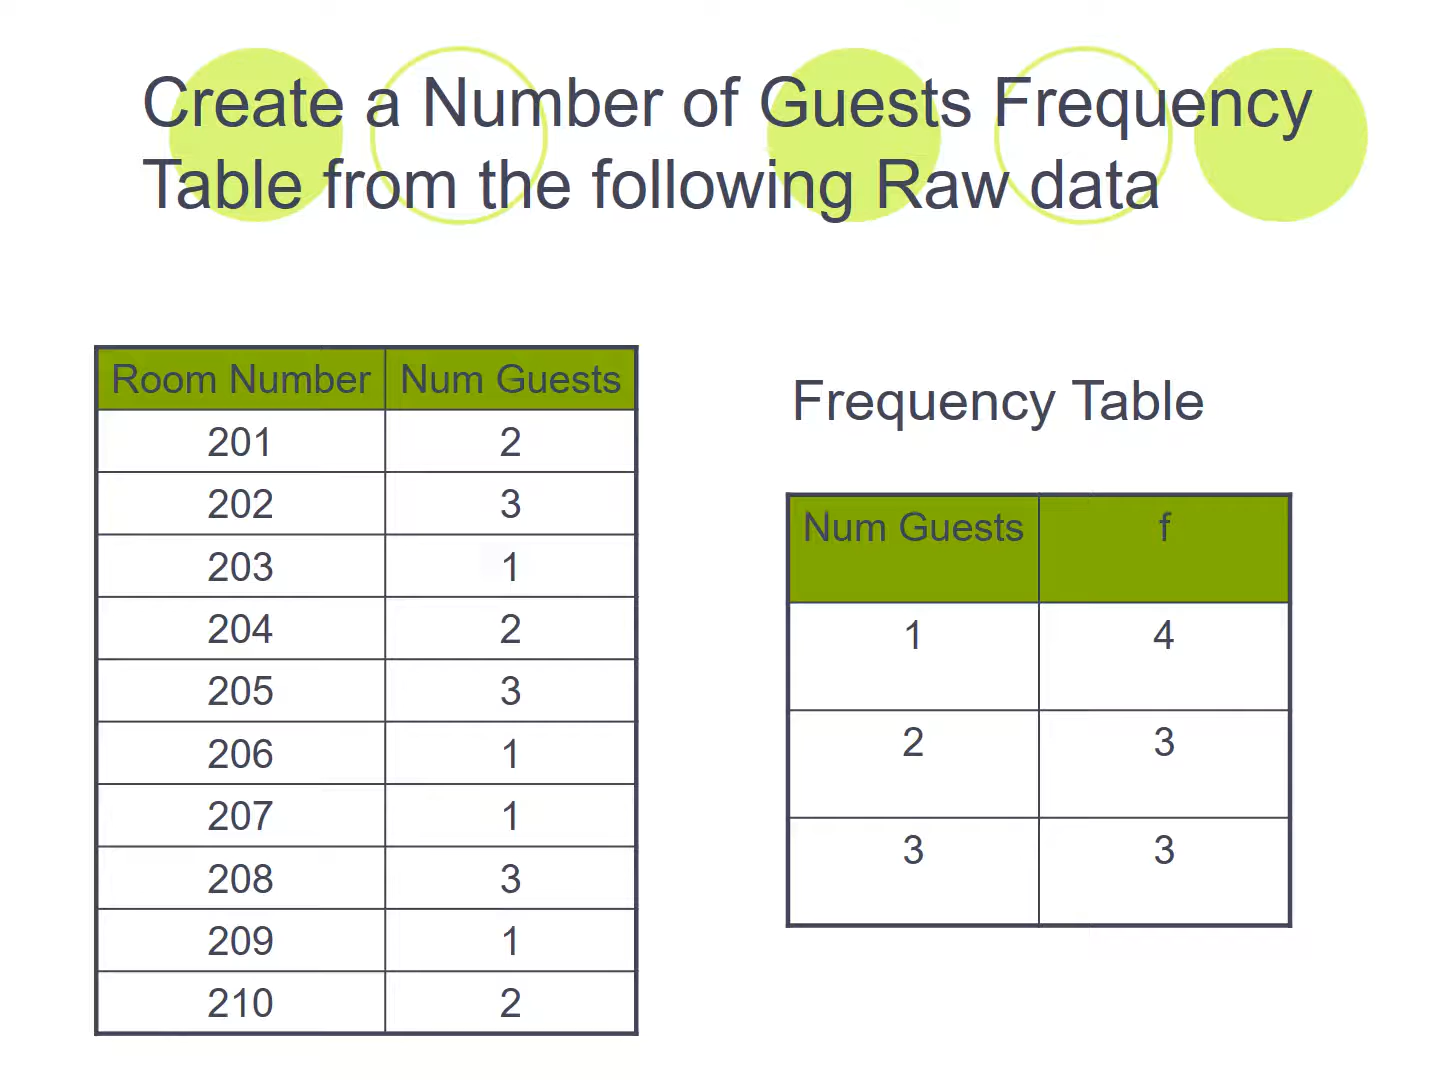 Create a Number of Guests Frequency
Table from the following Raw data
Room Number Num Guests
201 2
202 3
203 1
204 2
205 3
206 1
207 1
208 3
209 1
210 2
Frequency Table
Num Guests f
1 4
2 3
3 3